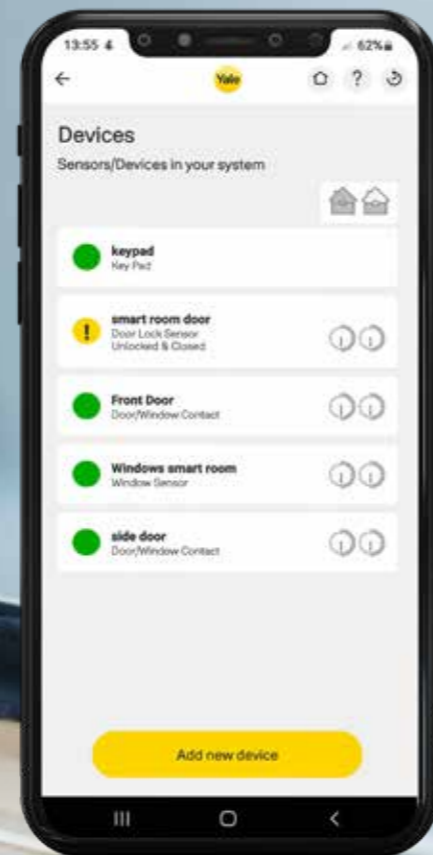 13:55
62%
Yale
?
Devices
Sensors/Devices in your system
keypad
Key Pad
!
smart room door
Door Lock Sensor
Unlocked & Closed
Front Door
Door/Window Contact
Windows smart room
Window Sensor
side door
Door/Window Contact
Add new device